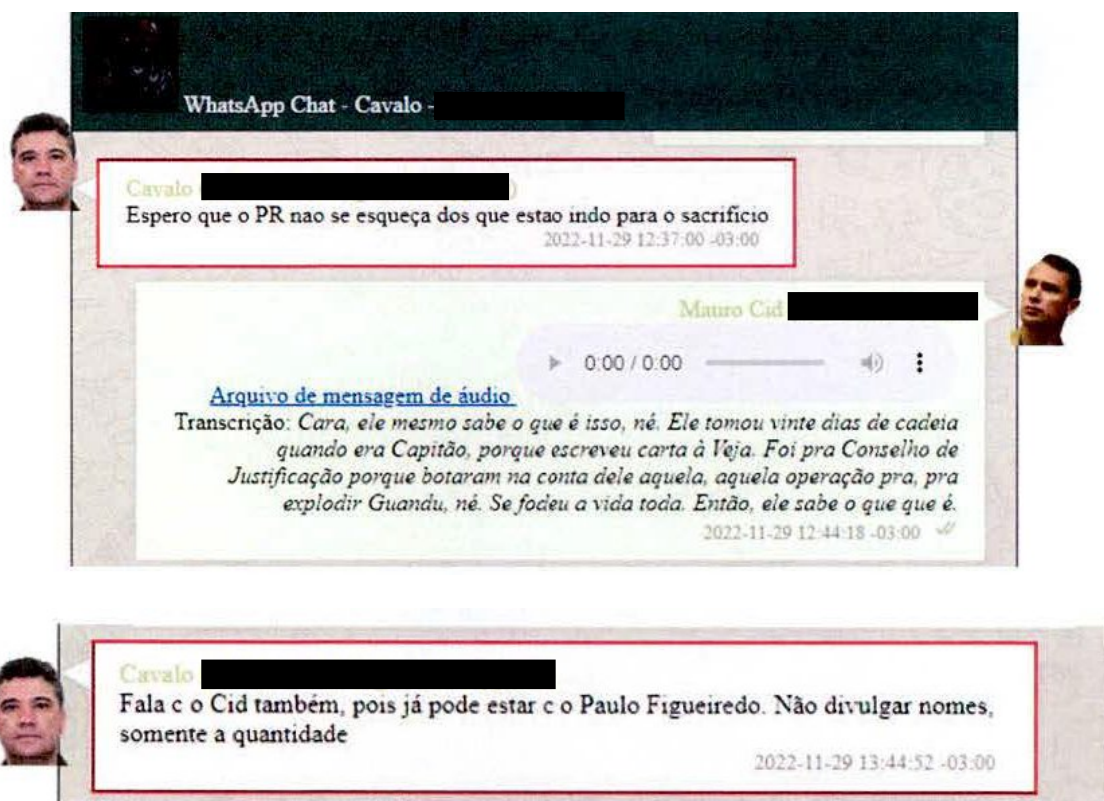 WhatsApp Chat - Cavalo -
Cavalo
Espero que o PR nao se esqueça dos que estao indo para o sacrificio
2022-11-29 12:37:00 -03:00
Mauro Cid
0:00 / 0:00
Arquivo de mensagem de áudio
Transcrição: Cara, ele mesmo sabe o que é isso, né. Ele tomou vinte dias de cadeia
quando era Capitão, porque escreveu carta à Veja. Foi pra Conselho de
Justificação porque botaram na conta dele aquela, aquela operação pra, pra
explodir Guandu, né. Se fodeu a vida toda. Então, ele sabe o que que é.
2022-11-29 12:44:18 -03:00
Cavalo
Fala c o Cid também, pois já pode estar c o Paulo Figueiredo. Não divulgar nomes,
somente a quantidade
2022-11-29 13:44:52 -03:00